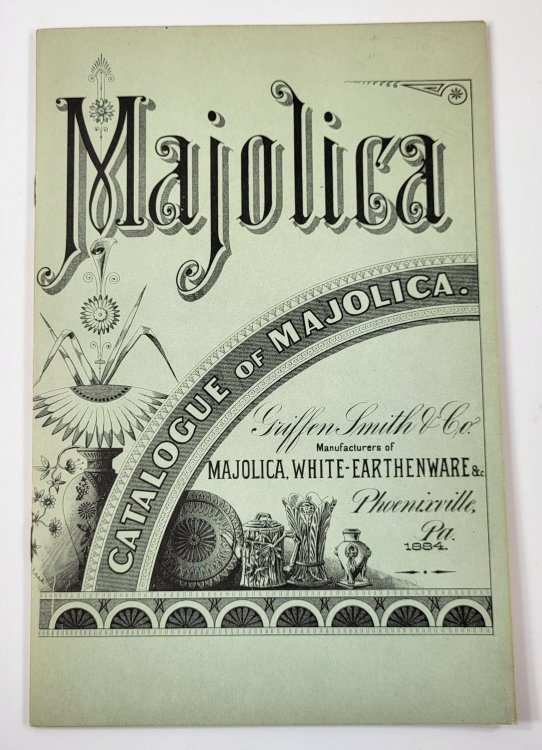 Majolica
CATALOGUE OF MAJOLICA.
Griffen Smith & Co.
Manufacturers of
MAJOLICA, WHITE-EARTHENWARE &c.
Phoenixville,
Pa.
1884.